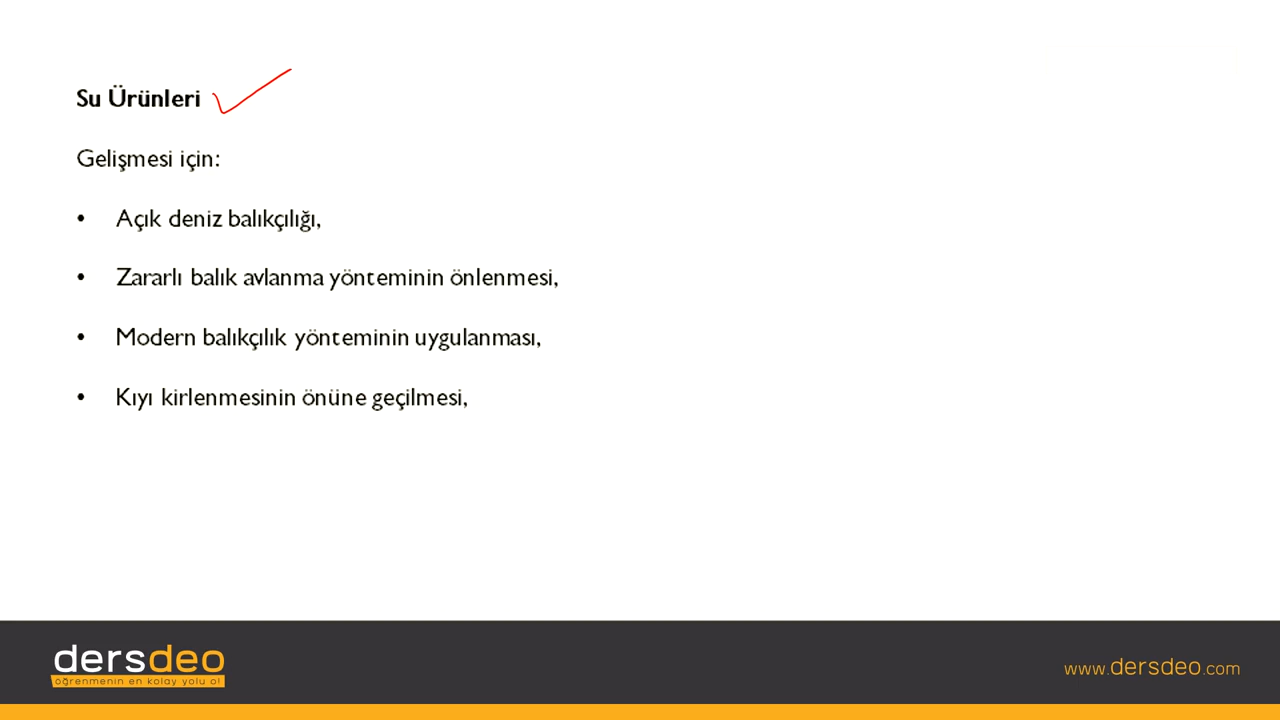 Su Ürünleri
Gelişmesi için:
• Açık deniz balıkçılığı,
• Zararlı balık avlanma yönteminin önlenmesi,
• Modern balıkçılık yönteminin uygulanması,
• Kıyı kirlenmesinin önüne geçilmesi,
dersdeo
öğrenmenin en kolay yolu o!
www.dersdeo.com